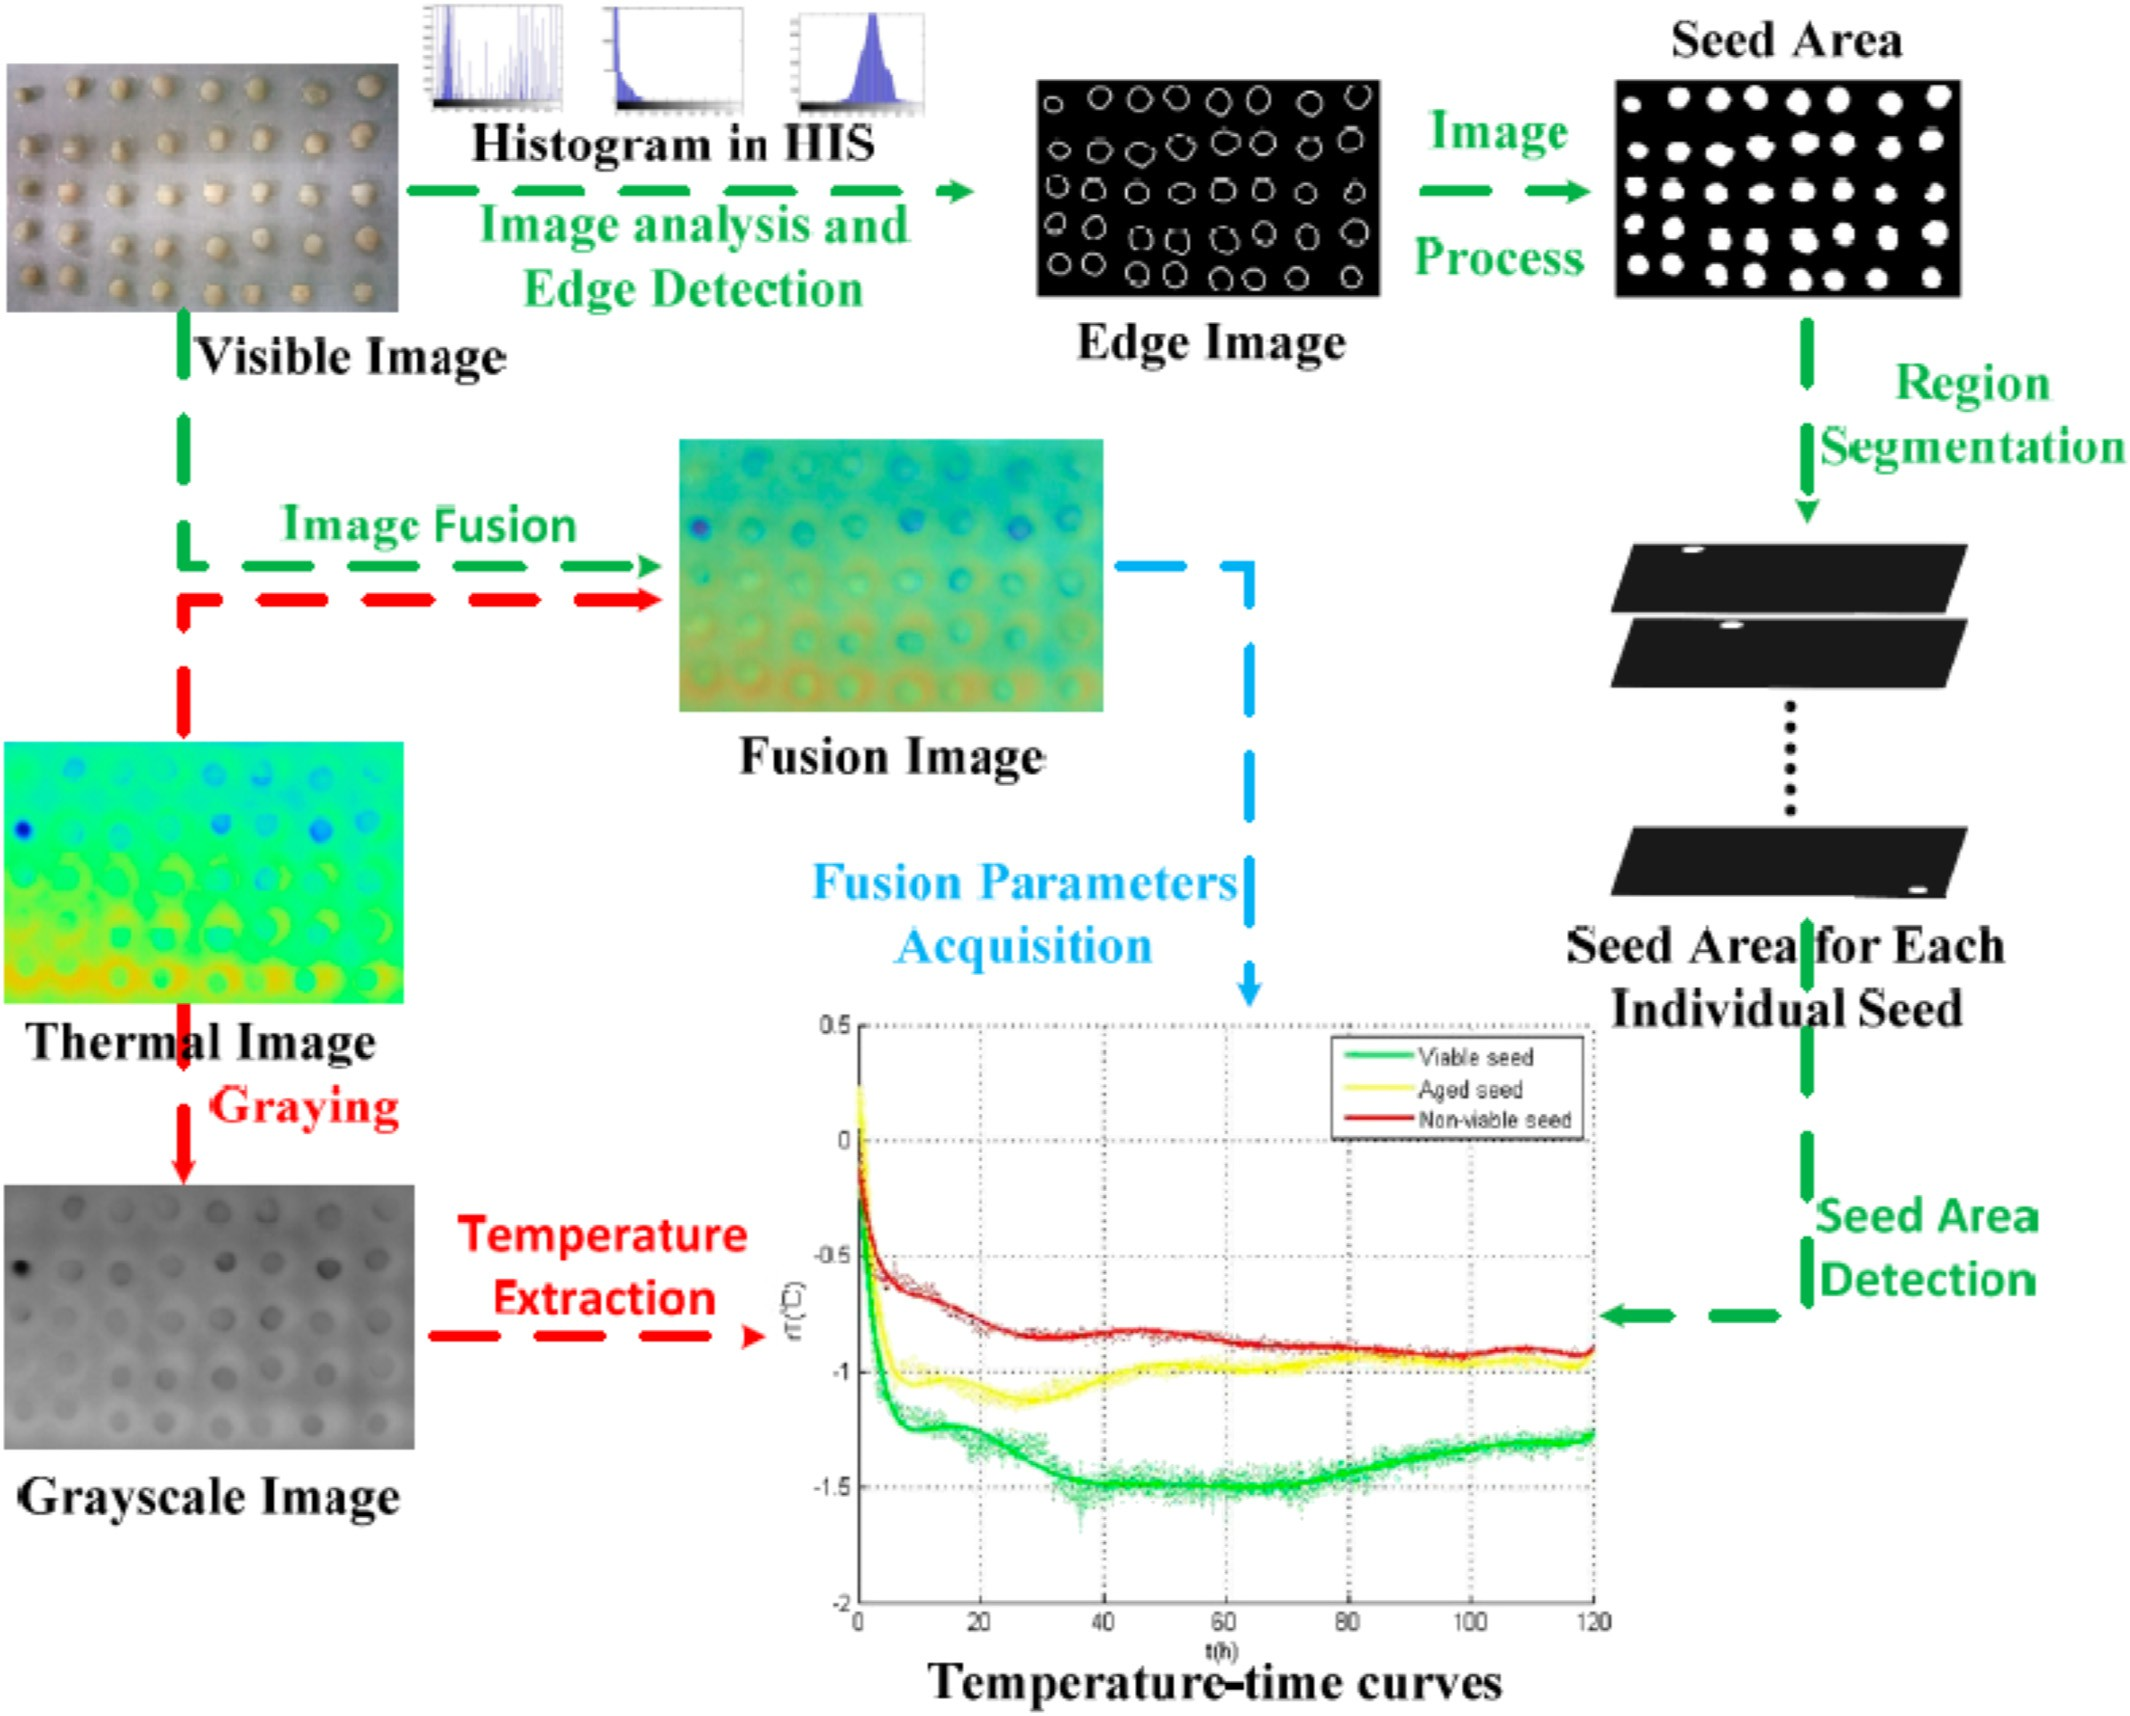 Seed Area
Histogram in HIS
Image analysis and
Edge Detection
Image
Process
Visible Image
Edge Image
Region
Segmentation
Image Fusion
Fusion Image
Fusion Parameters
Acquisition
Seed Area for Each
Individual Seed
Thermal Image
Graying
Seed Area
Detection
Temperature
Extraction
Grayscale Image
Viable seed
Aged seed
Non-viable seed
0.5
0
-0.5
-1
-1.5
-2
rT(℃)
0 20 40 60 80 100 120
t(h)
Temperature-time curves